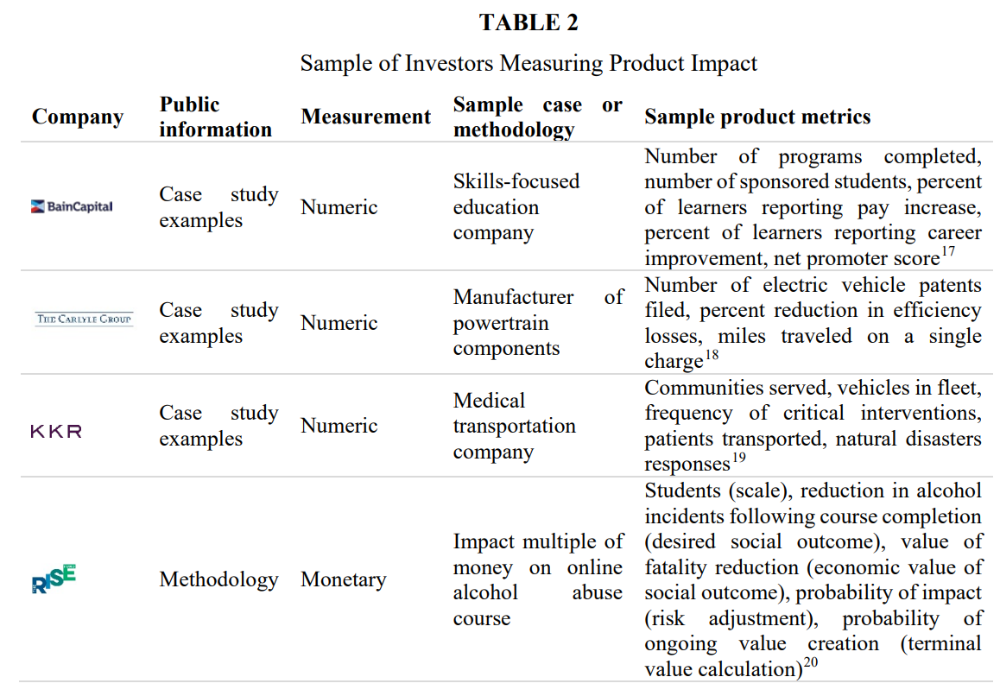 TABLE 2
Sample of Investors Measuring Product Impact
Company
Public
information
Measurement
Sample case or
methodology
Sample product metrics
BainCapital
Case study
examples
Numeric
Skills-focused
education
company
Number of programs completed,
number of sponsored students, percent
of learners reporting pay increase,
percent of learners reporting career
improvement, net promoter score17
THE CARLYLE GROUP
Case study
examples
Numeric
Manufacturer of
powertrain
components
Number of electric vehicle patents
filed, percent reduction in efficiency
losses, miles traveled on a single
charge18
KKR
Case study
examples
Numeric
Medical
transportation
company
Communities served, vehicles in fleet,
frequency of critical interventions,
patients transported, natural disasters
responses19
RISE
Methodology
Monetary
Impact multiple of
money on online
alcohol abuse
course
Students (scale), reduction in alcohol
incidents following course completion
(desired social outcome), value of
fatality reduction (economic value of
social outcome), probability of impact
(risk adjustment), probability of
ongoing value creation (terminal
value calculation)20